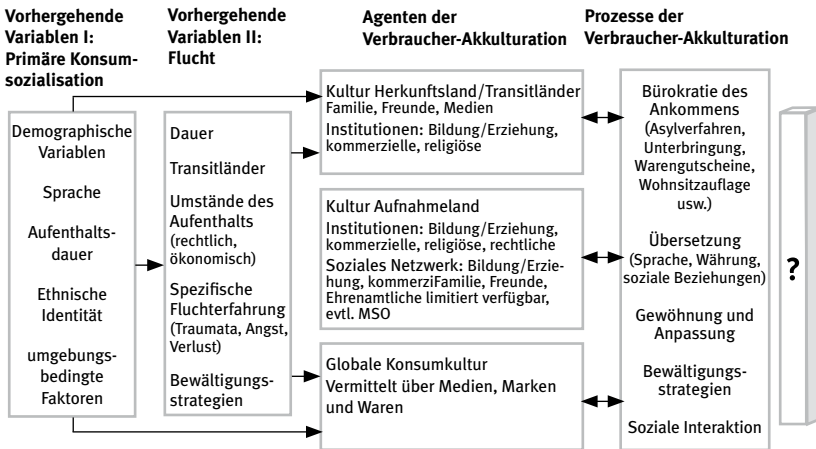 Vorhergehende
Variablen I:
Primäre Konsum-
sozialisation
Vorhergehende
Variablen II:
Flucht
Agenten der
Verbraucher-Akkulturation
Prozesse der
Verbraucher-Akkulturation
Demographische
Variablen
Sprache
Aufenthalts-
dauer
Ethnische
Identität
umgebungs-
bedingte
Faktoren
Dauer
Transitländer
Umstände des
Aufenthalts
(rechtlich,
ökonomisch)
Spezifische
Fluchterfahrung
(Traumata, Angst,
Verlust)
Bewältigungs-
strategien
Kultur Herkunftsland/Transitländer
Familie, Freunde, Medien
Institutionen: Bildung/Erziehung,
kommerzielle, religiöse
Kultur Aufnahmeland
Institutionen: Bildung/Erziehung,
kommerzielle, religiöse, rechtliche
Soziales Netzwerk: Bildung/Erzie-
hung, kommerziFamilie, Freunde,
Ehrenamtliche limitiert verfügbar,
evtl. MSO
Globale Konsumkultur
Vermittelt über Medien, Marken
und Waren
Bürokratie des
Ankommens
(Asylverfahren,
Unterbringung,
Warengutscheine,
Wohnsitzauflage
usw.)
Übersetzung
(Sprache, Währung,
soziale Beziehungen)
Gewöhnung und
Anpassung
Bewältigungs-
strategien
Soziale Interaktion
?